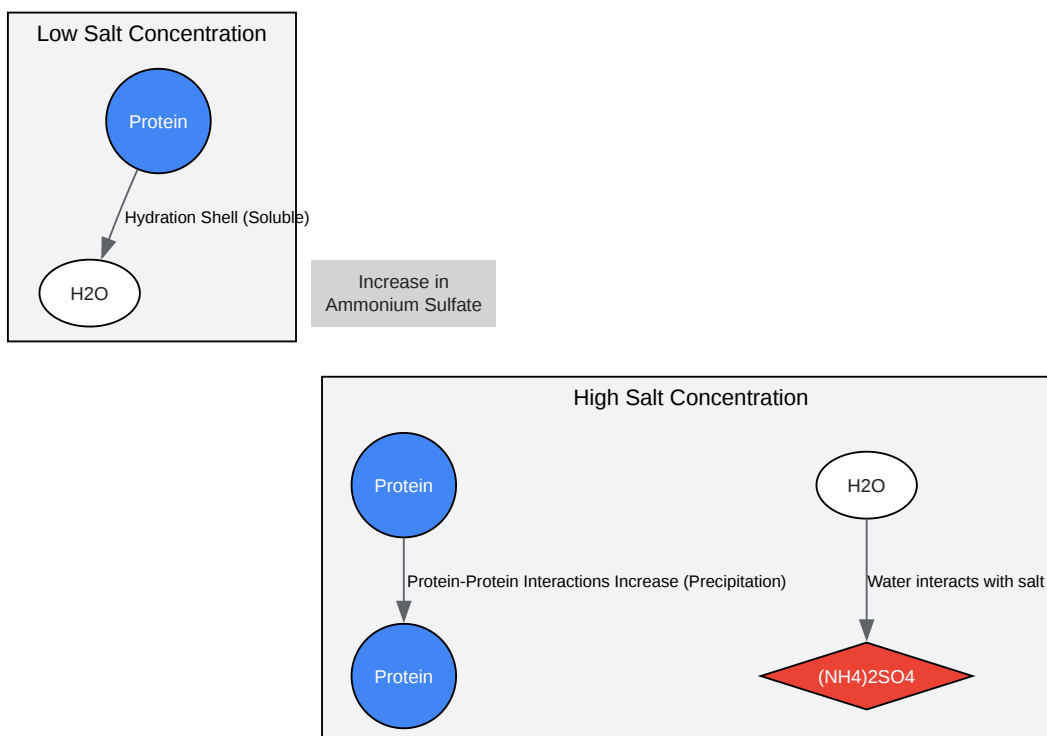 Low Salt Concentration
Protein
Hydration Shell (Soluble)
H2O
Increase in
Ammonium Sulfate
High Salt Concentration
Protein
H2O
Protein-Protein Interactions Increase (Precipitation)
Water interacts with salt
Protein
(NH4)2SO4